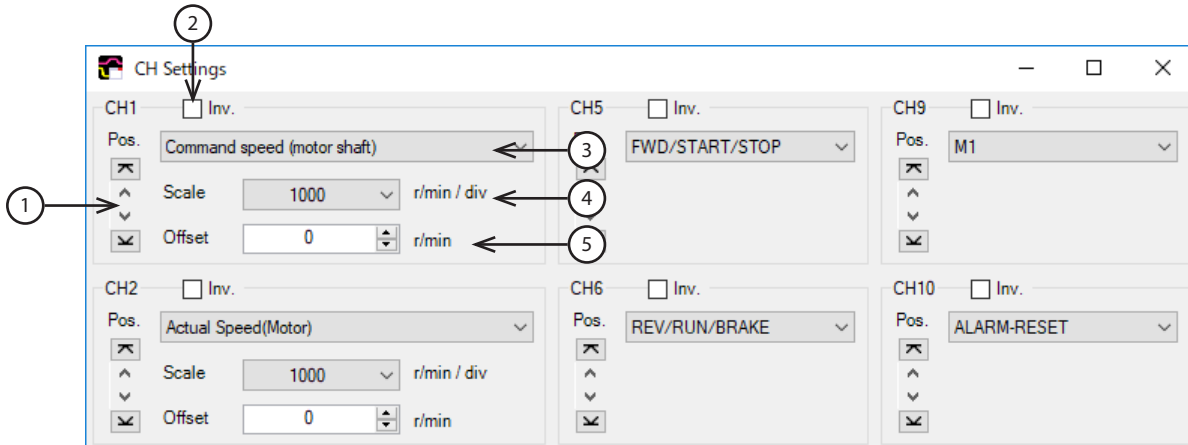 2
CH Settings
CH1 Inv. CH5 Inv. CH9 Inv.
Pos. Command speed (motor shaft) 3 FWD/START/STOP Pos. M1
1 Scale 1000 r/min / div 4
Offset 0 r/min 5
CH2 Inv. CH6 Inv. CH10 Inv.
Pos. Actual Speed(Motor) Pos. REV/RUN/BRAKE Pos. ALARM-RESET
Scale 1000 r/min / div
Offset 0 r/min